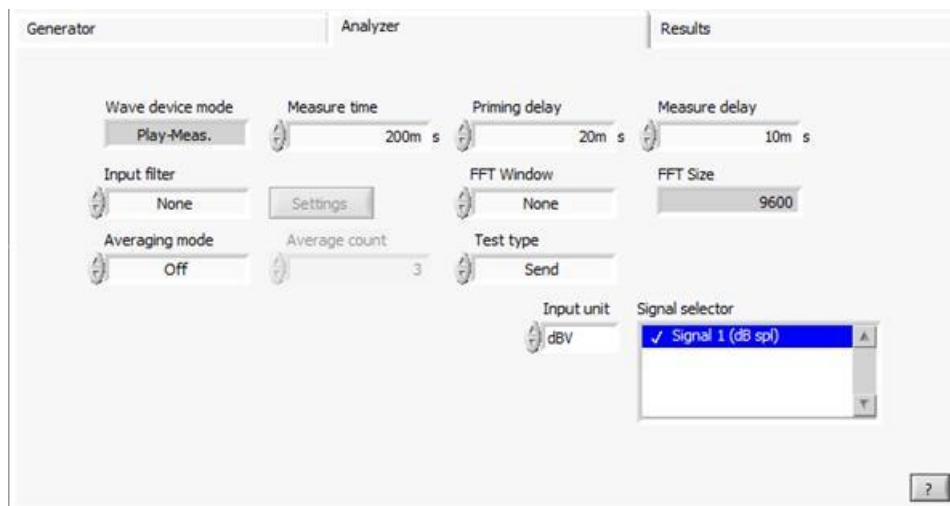 Generator Analyzer Results
Wave device mode Measure time Priming delay Measure delay
Play-Meas. 200m s 20m s 10m s
Input filter FFT Window FFT Size
None Settings None 9600
Averaging mode Average count Test type
Off 3 Send
Input unit Signal selector
dBV ✓ Signal 1 (dB spl)
?